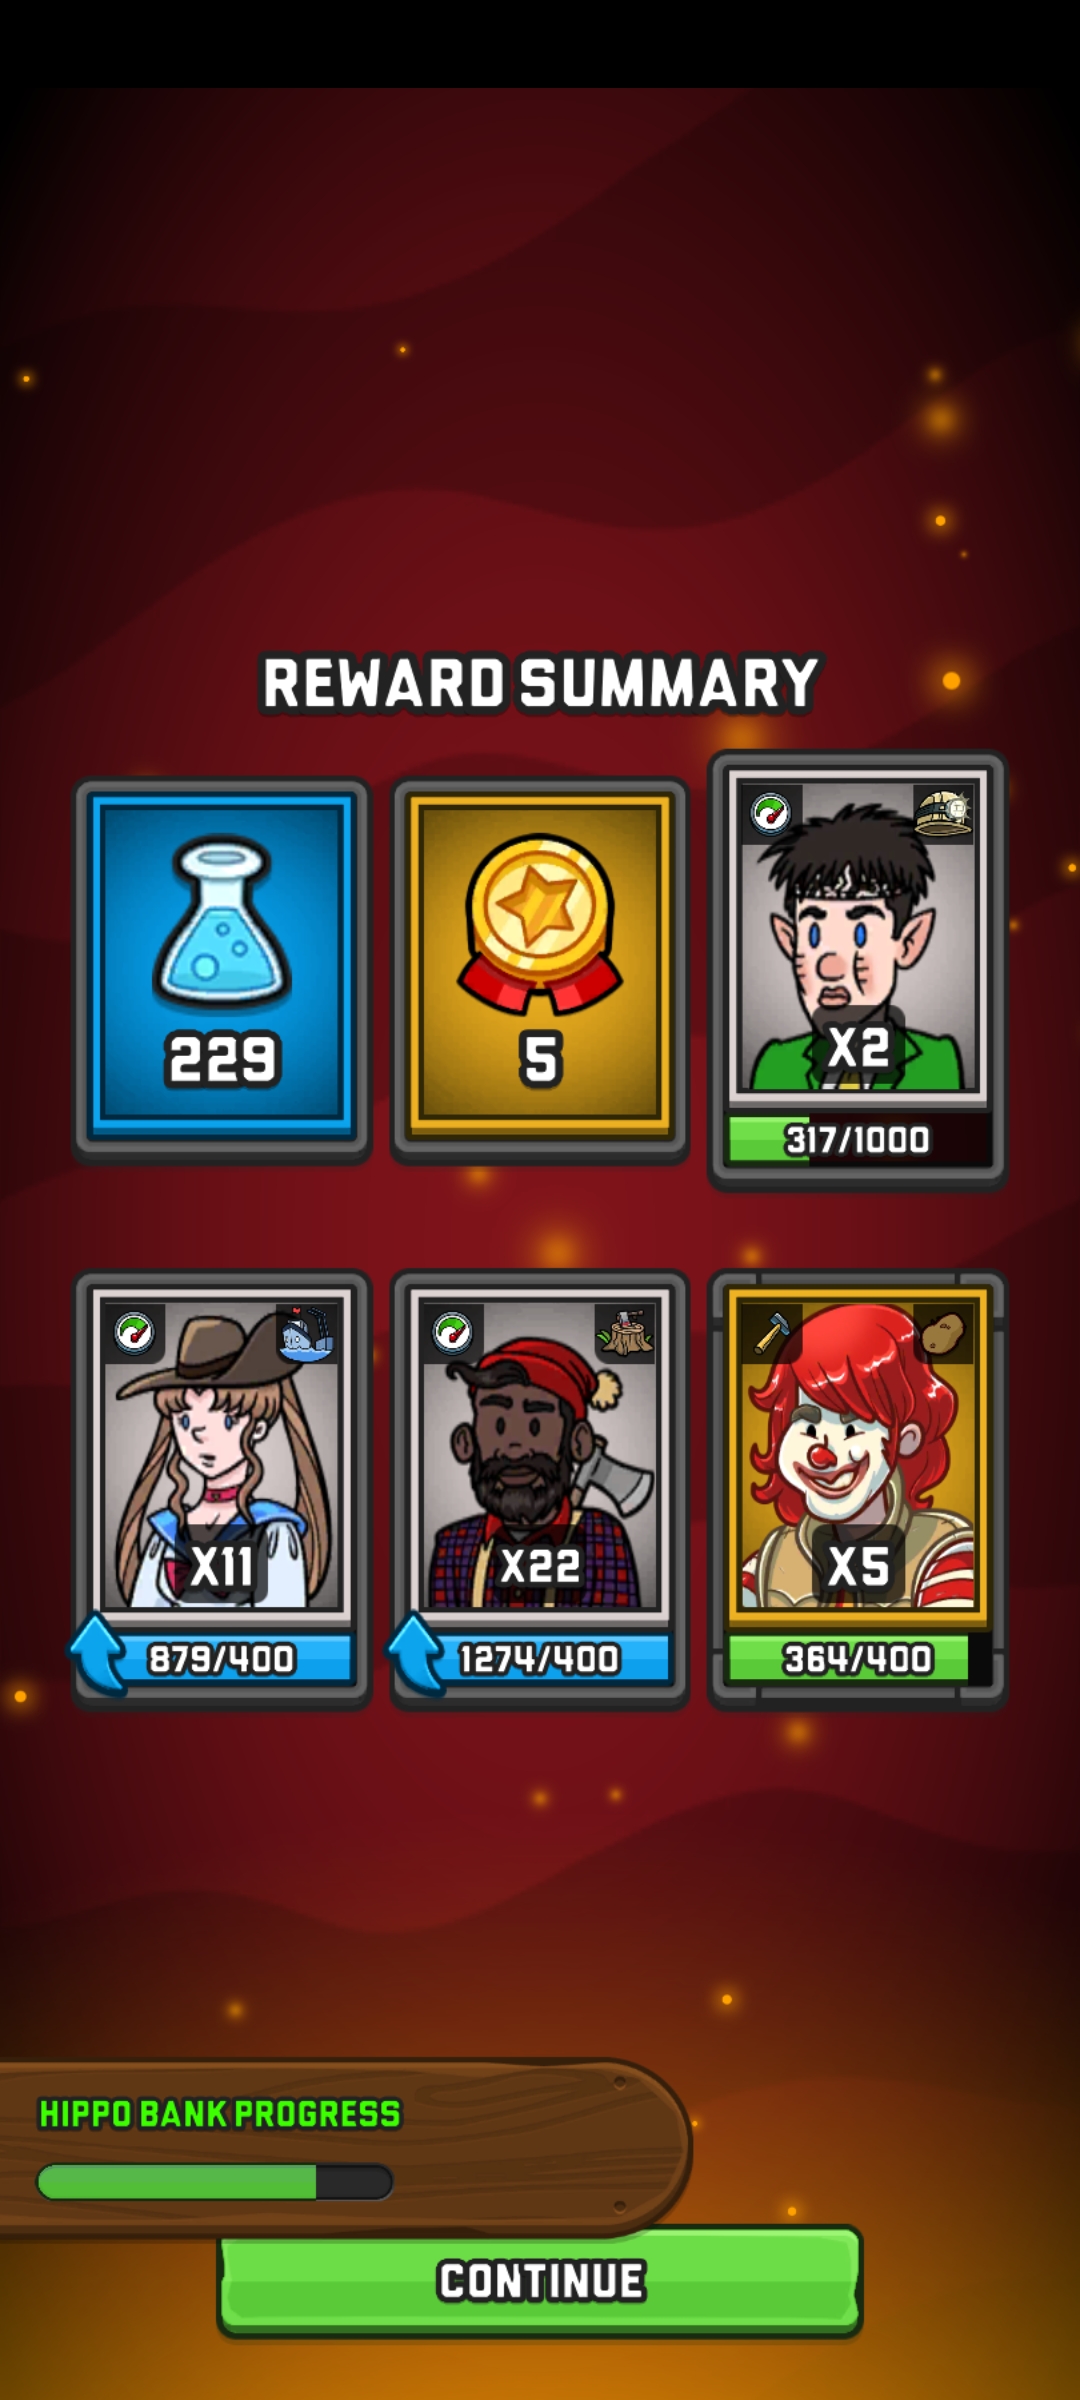 REWARD SUMMARY
229
5
X2
317/1000
X11
X22
X5
879/400
1274/400
364/400
HIPPO BANK PROGRESS
CONTINUE